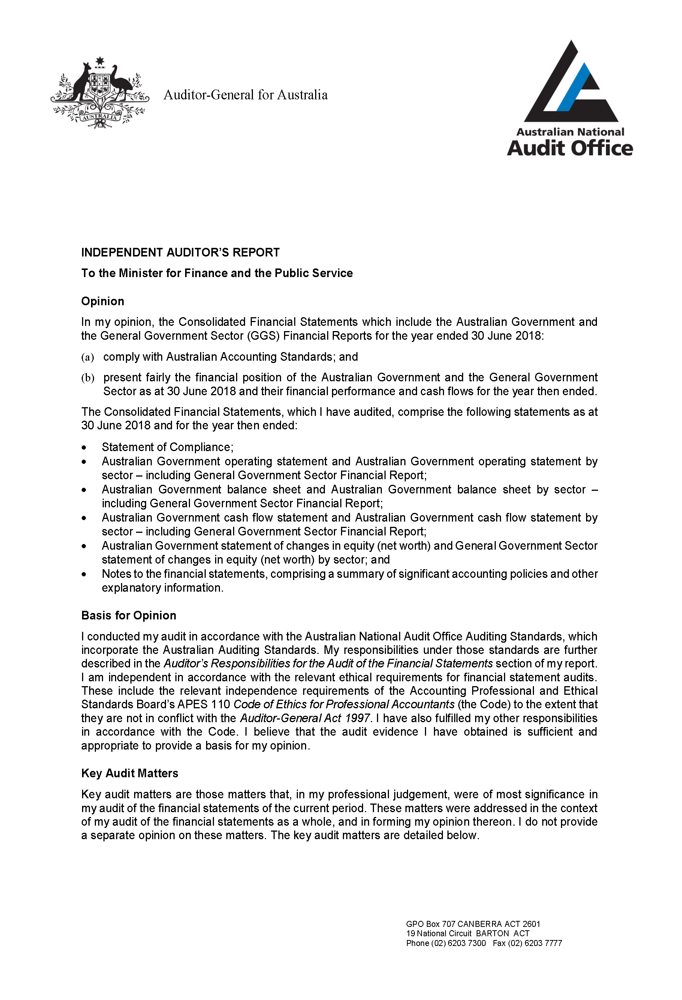 AUSTRALIA
Auditor-General for Australia
Australian National
Audit Office
INDEPENDENT AUDITOR’S REPORT
To the Minister for Finance and the Public Service
Opinion
In my opinion, the Consolidated Financial Statements which include the Australian Government and
the General Government Sector (GGS) Financial Reports for the year ended 30 June 2018:
(a) comply with Australian Accounting Standards; and
(b) present fairly the financial position of the Australian Government and the General Government
Sector as at 30 June 2018 and their financial performance and cash flows for the year then ended.
The Consolidated Financial Statements, which I have audited, comprise the following statements as at
30 June 2018 and for the year then ended:
• Statement of Compliance;
• Australian Government operating statement and Australian Government operating statement by
sector – including General Government Sector Financial Report;
• Australian Government balance sheet and Australian Government balance sheet by sector –
including General Government Sector Financial Report;
• Australian Government cash flow statement and Australian Government cash flow statement by
sector – including General Government Sector Financial Report;
• Australian Government statement of changes in equity (net worth) and General Government Sector
statement of changes in equity (net worth) by sector; and
• Notes to the financial statements, comprising a summary of significant accounting policies and other
explanatory information.
Basis for Opinion
I conducted my audit in accordance with the Australian National Audit Office Auditing Standards, which
incorporate the Australian Auditing Standards. My responsibilities under those standards are further
described in the Auditor’s Responsibilities for the Audit of the Financial Statements section of my report.
I am independent in accordance with the relevant ethical requirements for financial statement audits.
These include the relevant independence requirements of the Accounting Professional and Ethical
Standards Board’s APES 110 Code of Ethics for Professional Accountants (the Code) to the extent that
they are not in conflict with the Auditor-General Act 1997. I have also fulfilled my other responsibilities
in accordance with the Code. I believe that the audit evidence I have obtained is sufficient and
appropriate to provide a basis for my opinion.
Key Audit Matters
Key audit matters are those matters that, in my professional judgement, were of most significance in
my audit of the financial statements of the current period. These matters were addressed in the context
of my audit of the financial statements as a whole, and in forming my opinion thereon. I do not provide
a separate opinion on these matters. The key audit matters are detailed below.
GPO Box 707 CANBERRA ACT 2601
19 National Circuit BARTON ACT
Phone (02) 6203 7300 Fax (02) 6203 7777